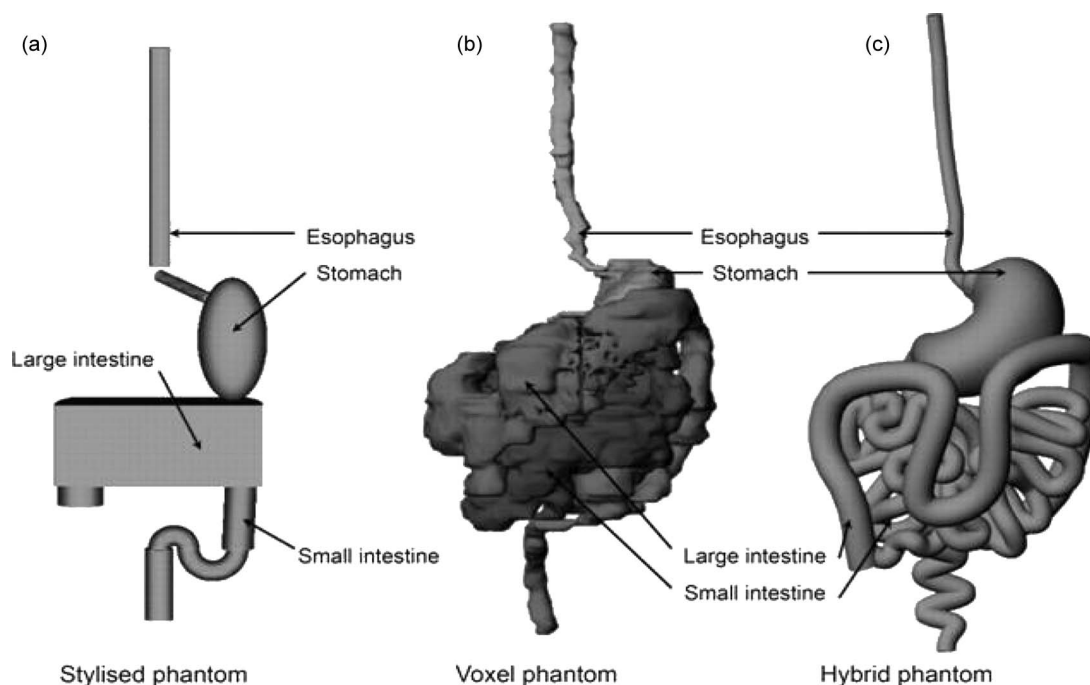 (a)
(b)
(c)
Esophagus
Stomach
Large intestine
Small intestine
Esophagus
Stomach
Large intestine
Small intestine
Stylised phantom
Voxel phantom
Hybrid phantom